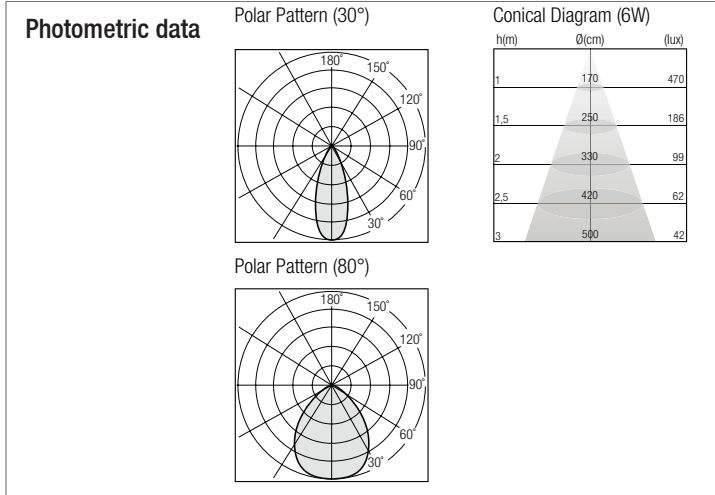 Photometric data
Polar Pattern (30°)
180°
150°
120°
90°
60°
30°
Conical Diagram (6W)
h(m) Ø(cm) (lux)
1 170 470
1,5 250 186
2 330 99
2,5 420 62
3 500 42
Polar Pattern (80°)
180°
150°
120°
90°
60°
30°